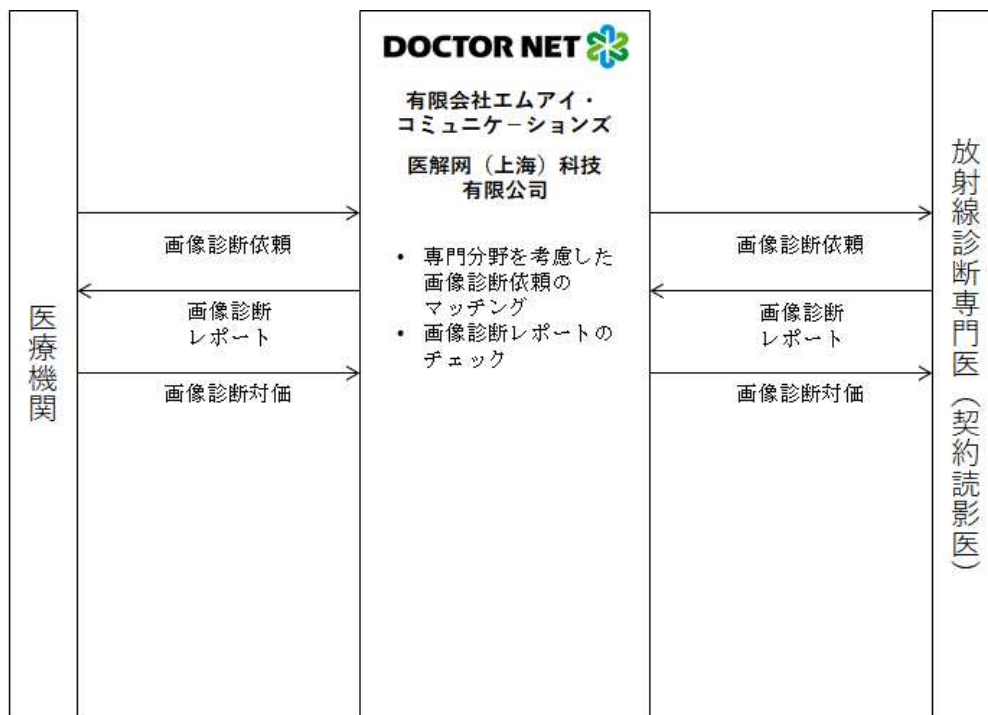 DOCTOR NET
有限会社エムアイ・
コミュニケーションズ
医解网（上海）科技
有限公司
医療機関
画像診断依頼
画像診断
レポート
画像診断対価
• 専門分野を考慮した
画像診断依頼の
マッチング
• 画像診断レポートの
チェック
画像診断依頼
画像診断
レポート
画像診断対価
放射線診断専門医（契約読影医）